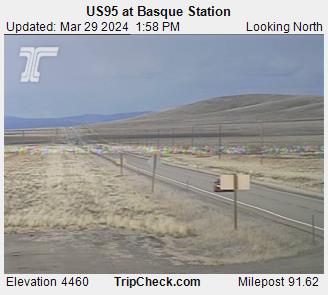 US95 at Basque Station
Updated: Mar 29 2024 1:58 PM Looking North
Elevation 4460 TripCheck.com Milepost 91.62